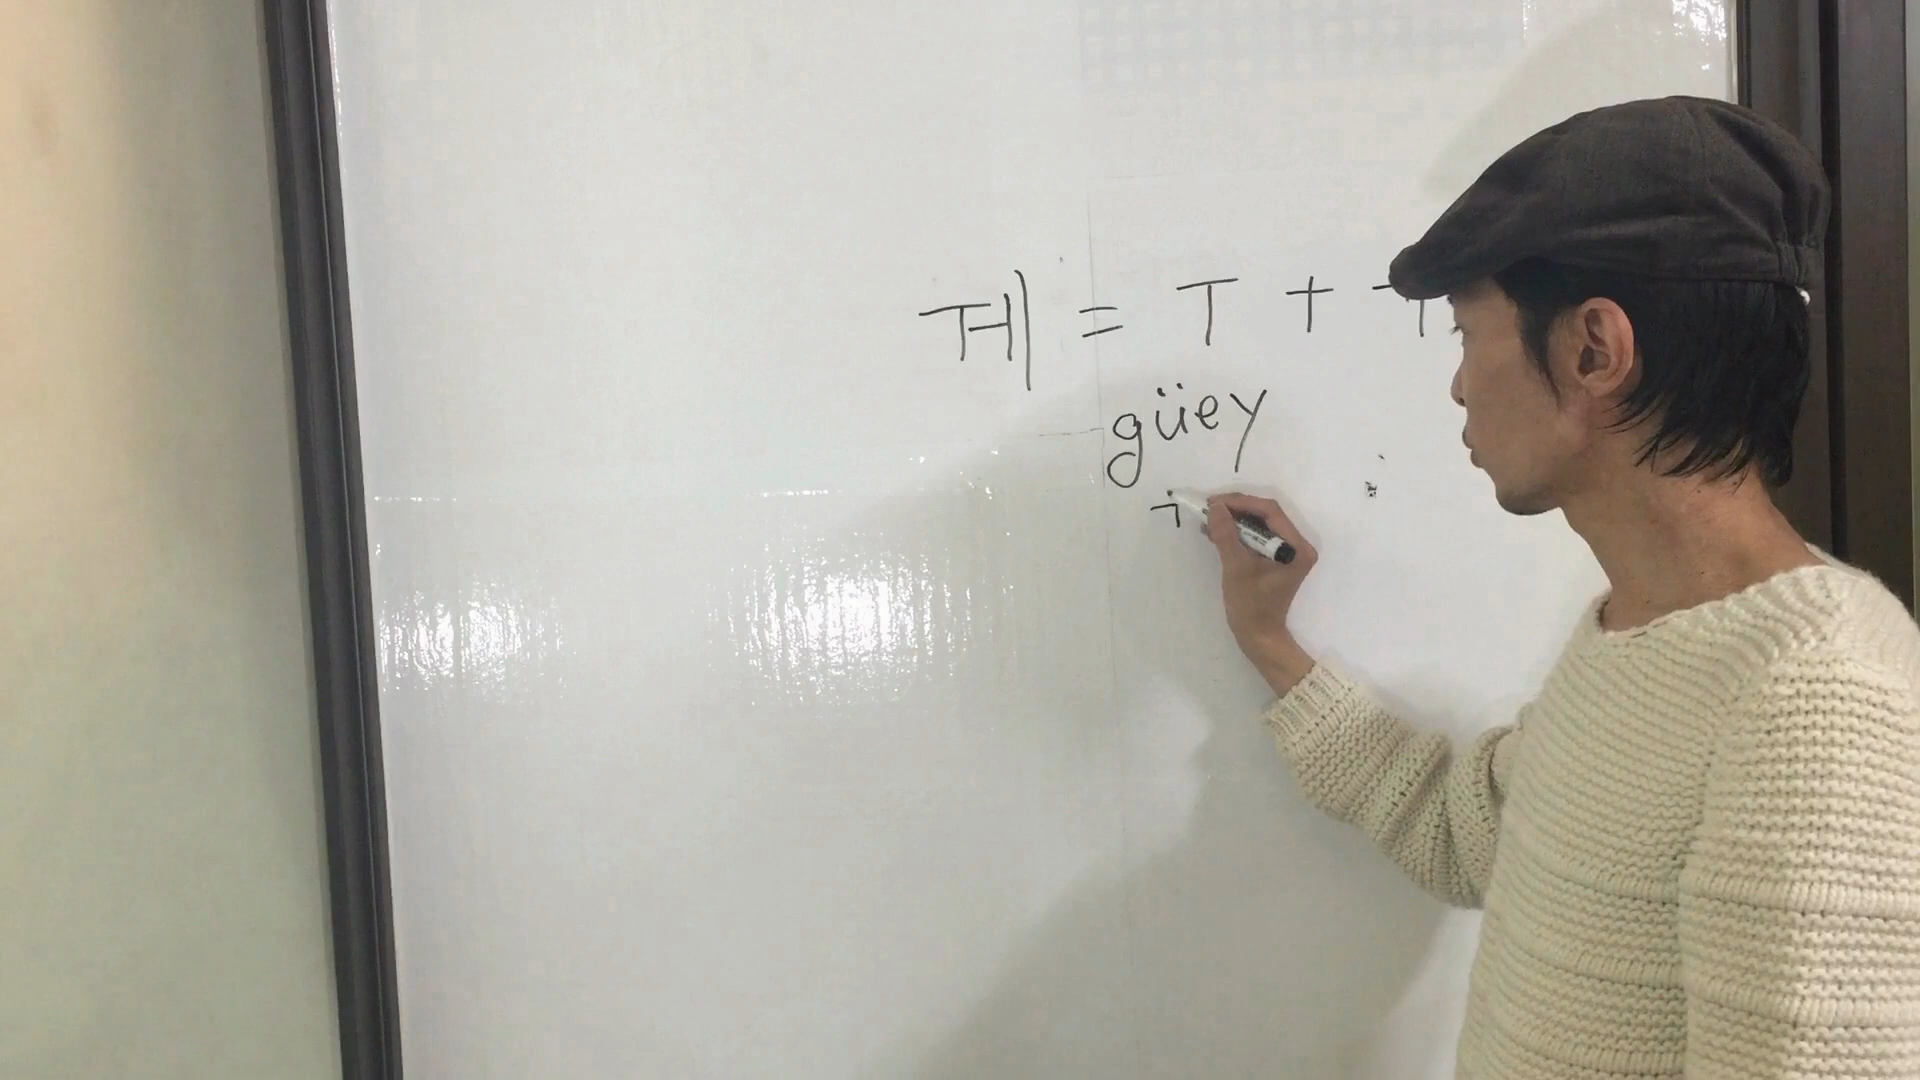 ㅞ = ㅜ + ㅓ
güey
ㄱ